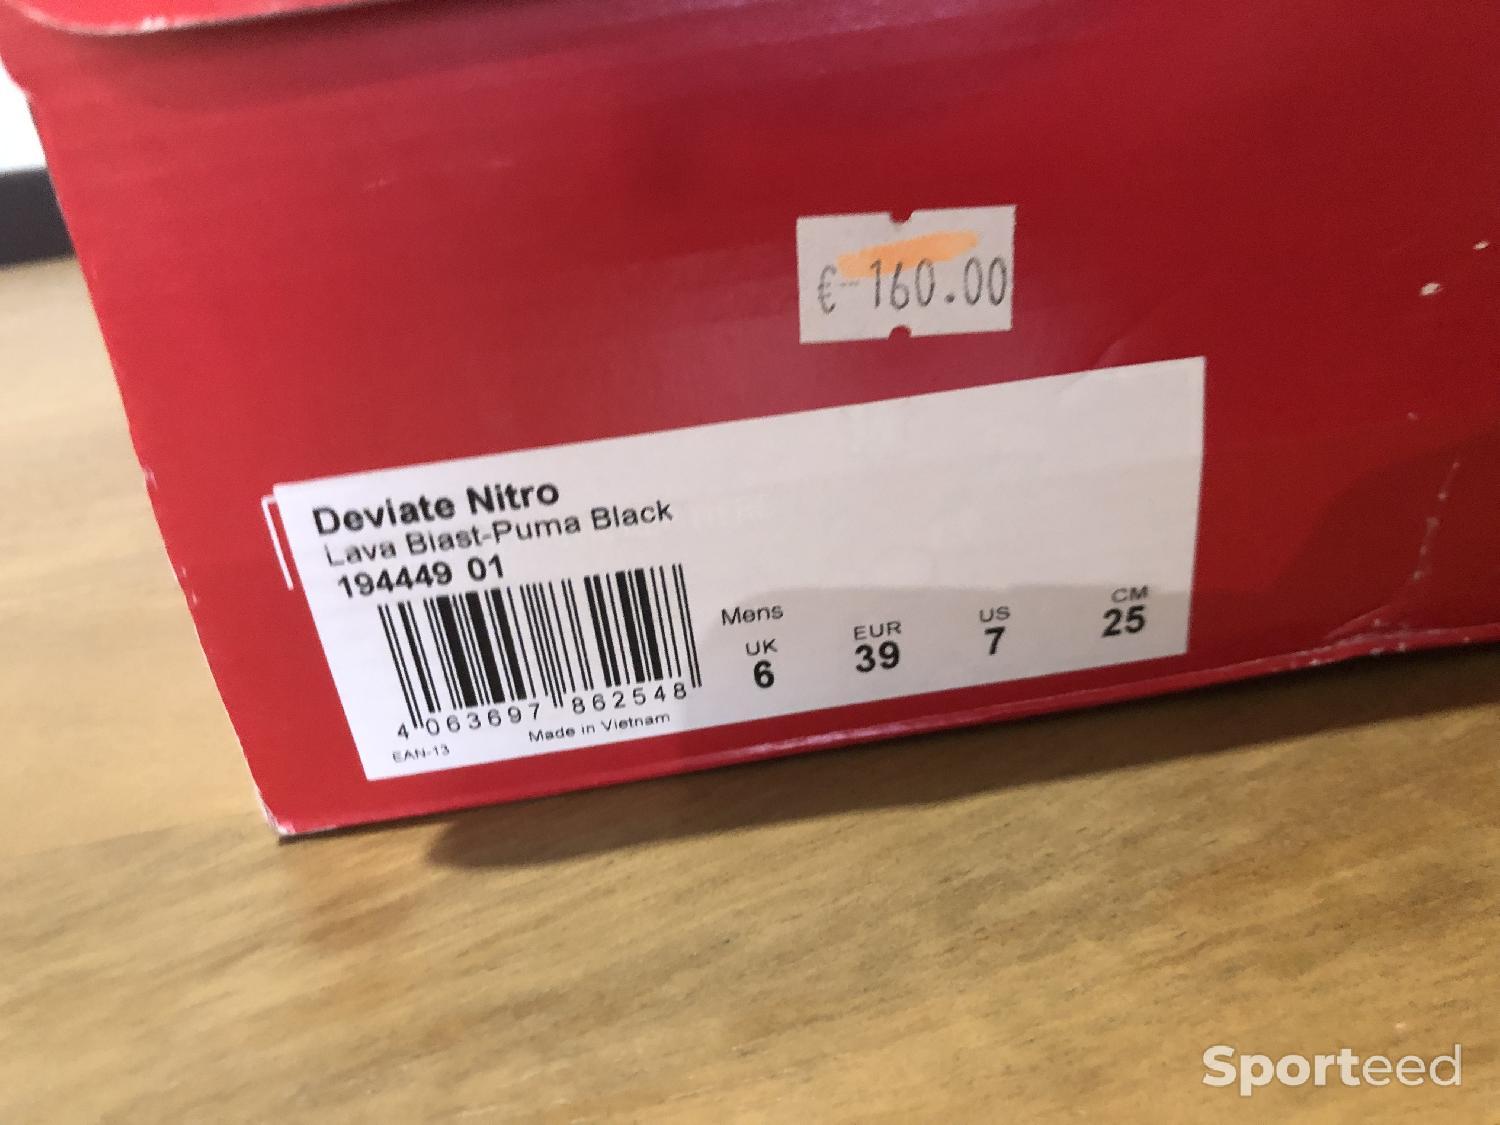 € 160.00
Deviate Nitro
Lava Blast-Puma Black
194449 01
Mens
UK EUR US CM
6 39 7 25
4 063697 862548
EAN-13 Made in Vietnam
Sporteed